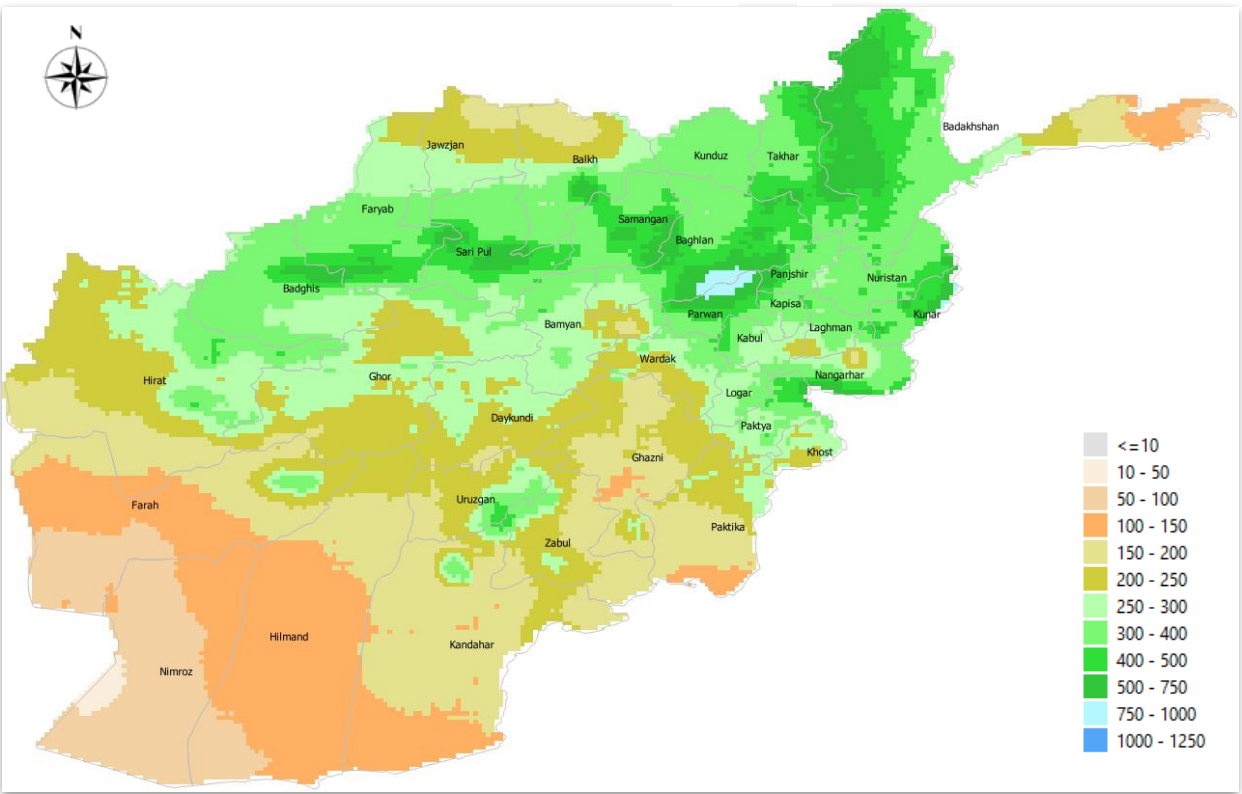 N
Badakhshan
Jawzjan
Balkh
Kunduz
Takhar
Faryab
Samangan
Baghlan
Sari Pul
Panjshir
Nuristan
Badghis
Kapisa
Parwan
Kunar
Bamyan
Laghman
Kabul
Wardak
Hirat
Ghor
Nangarhar
Logar
Daykundi
Paktya
Khost
Ghazni
Uruzgan
Farah
Paktika
Zabul
Hilmand
Kandahar
Nimroz
<=10
10 - 50
50 - 100
100 - 150
150 - 200
200 - 250
250 - 300
300 - 400
400 - 500
500 - 750
750 - 1000
1000 - 1250